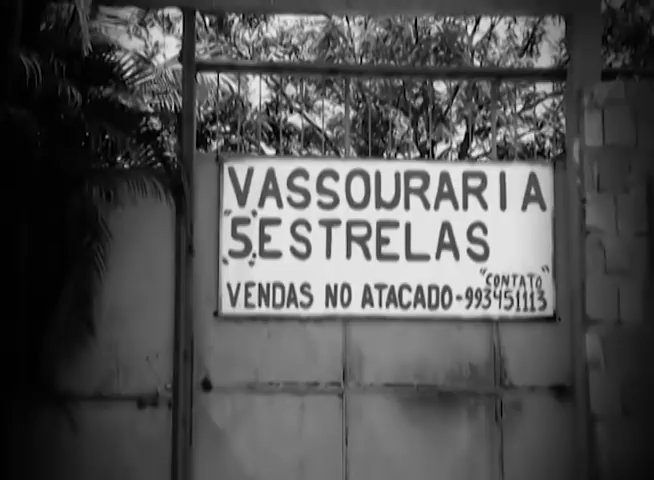 VASSOURARIA
5 ESTRELAS
"CONTATO"
VENDAS NO ATACADO-993451113